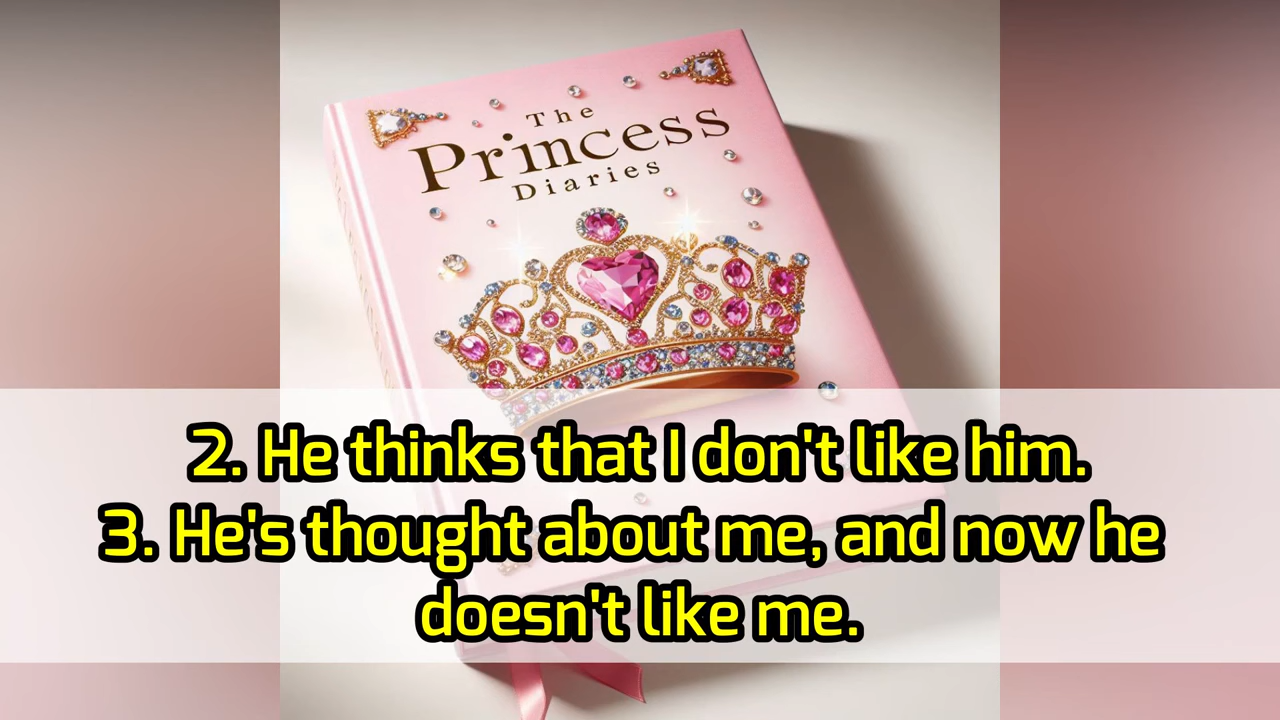 The
Princess
Diaries
2. He thinks that I don't like him.
3. He's thought about me, and now he
doesn't like me.